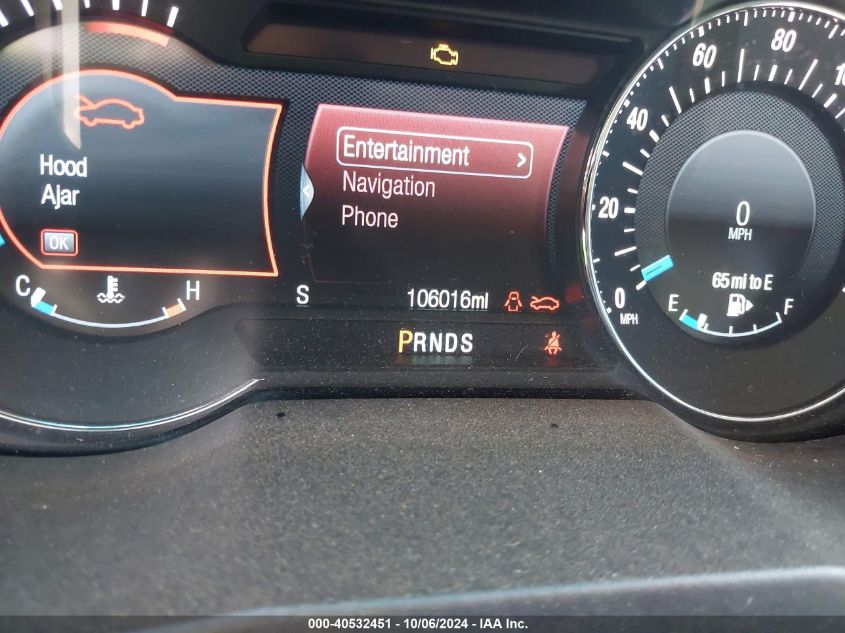 Hood
Ajar
OK
C
H
Entertainment >
Navigation
Phone
S
106016ml
PRNDS
0
20
40
60
80
MPH
0
MPH
65 mi to E
E
F
000-40532451 - 10/06/2024 - IAA Inc.